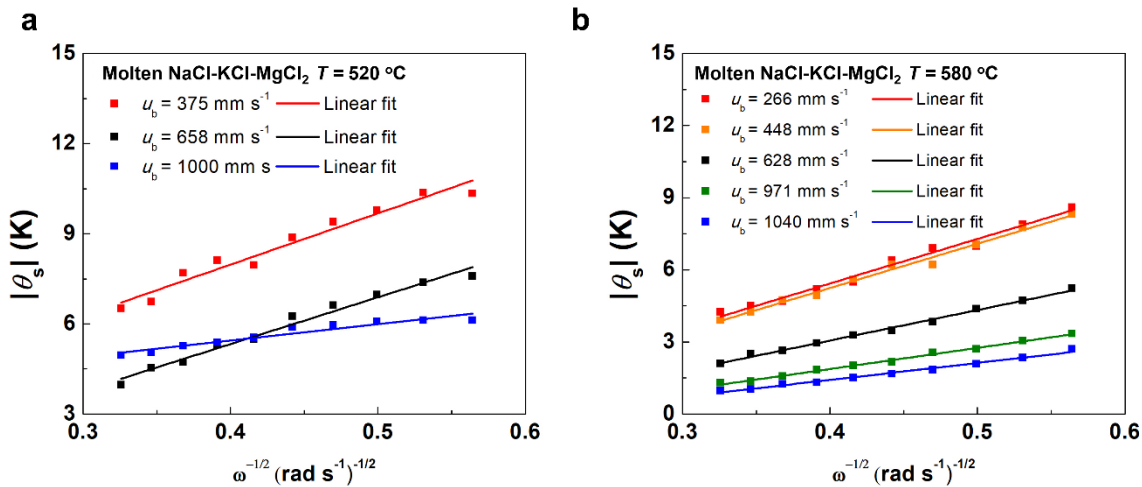 a
Molten NaCl-KCl-MgCl₂ T = 520 °C
u_b = 375 mm s⁻¹ Linear fit
u_b = 658 mm s⁻¹ Linear fit
u_b = 1000 mm s Linear fit
15
12
9
6
3
|θ_s| (K)
0.3 0.4 0.5 0.6
ω^-1/2 (rad s⁻¹)^-1/2
b
Molten NaCl-KCl-MgCl₂ T = 580 °C
u_b = 266 mm s⁻¹ Linear fit
u_b = 448 mm s⁻¹ Linear fit
u_b = 628 mm s⁻¹ Linear fit
u_b = 971 mm s⁻¹ Linear fit
u_b = 1040 mm s⁻¹ Linear fit
15
12
9
6
3
0
|θ_s| (K)
0.3 0.4 0.5 0.6
ω^-1/2 (rad s⁻¹)^-1/2